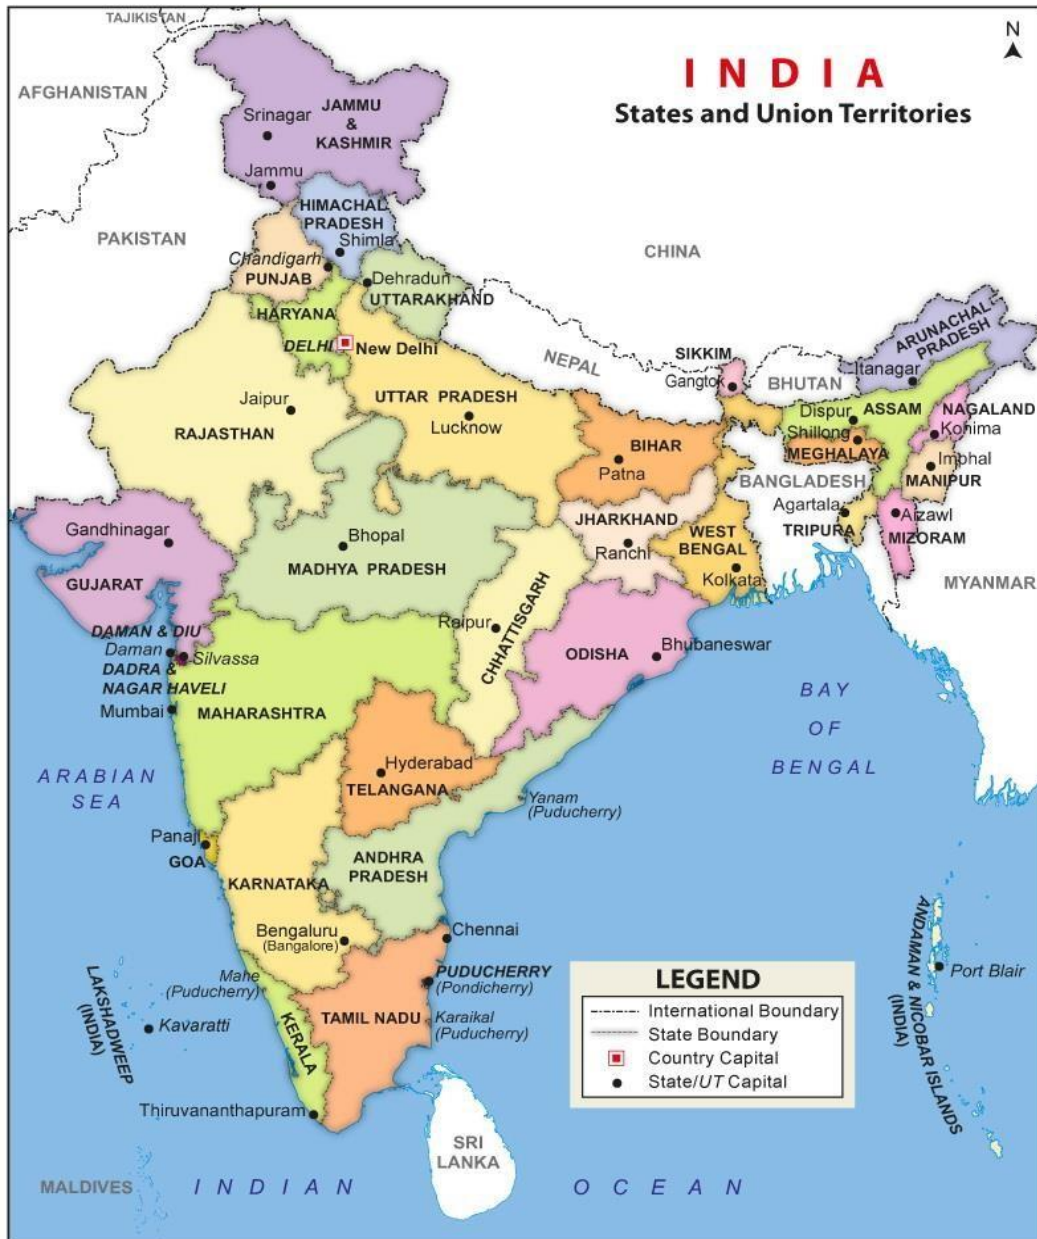 TAJIKISTAN
N
INDIA
States and Union Territories
AFGHANISTAN
JAMMU
&
KASHMIR
Srinagar
Jammu
HIMACHAL
PRADESH
Shimla
PAKISTAN
CHINA
Chandigarh
PUNJAB
Dehradun
UTTARAKHAND
HARYANA
DELHI
New Delhi
NEPAL
SIKKIM
Gangtok
BHUTAN
ARUNACHAL
PRADESH
Itanagar
Jaipur
RAJASTHAN
UTTAR PRADESH
Lucknow
BIHAR
Patna
Dispur
ASSAM
Shillong
MEGHALAYA
NAGALAND
Kohima
Imphal
MANIPUR
BANGLADESH
Agartala
TRIPURA
Aizawl
MIZORAM
MYANMAR
Gandhinagar
GUJARAT
Bhopal
MADHYA PRADESH
JHARKHAND
Ranchi
WEST
BENGAL
Kolkata
CHHATTISGARH
Raipur
ODISHA
Bhubaneswar
DAMAN & DIU
Daman
Silvassa
DADRA &
NAGAR HAVELI
Mumbai
MAHARASHTRA
ARABIAN
SEA
BAY
OF
BENGAL
Hyderabad
TELANGANA
Yanam
(Puducherry)
Panaji
GOA
KARNATAKA
ANDHRA
PRADESH
Bengaluru
(Bangalore)
Chennai
Mahe
(Puducherry)
PUDUCHERRY
(Pondicherry)
Karaikal
(Puducherry)
TAMIL NADU
KERALA
LAKSHADWEEP
(INDIA)
Kavaratti
Thiruvananthapuram
ANDAMAN & NICOBAR ISLANDS
(INDIA)
Port Blair
LEGEND
International Boundary
State Boundary
Country Capital
State/UT Capital
SRI
LANKA
MALDIVES
INDIAN OCEAN